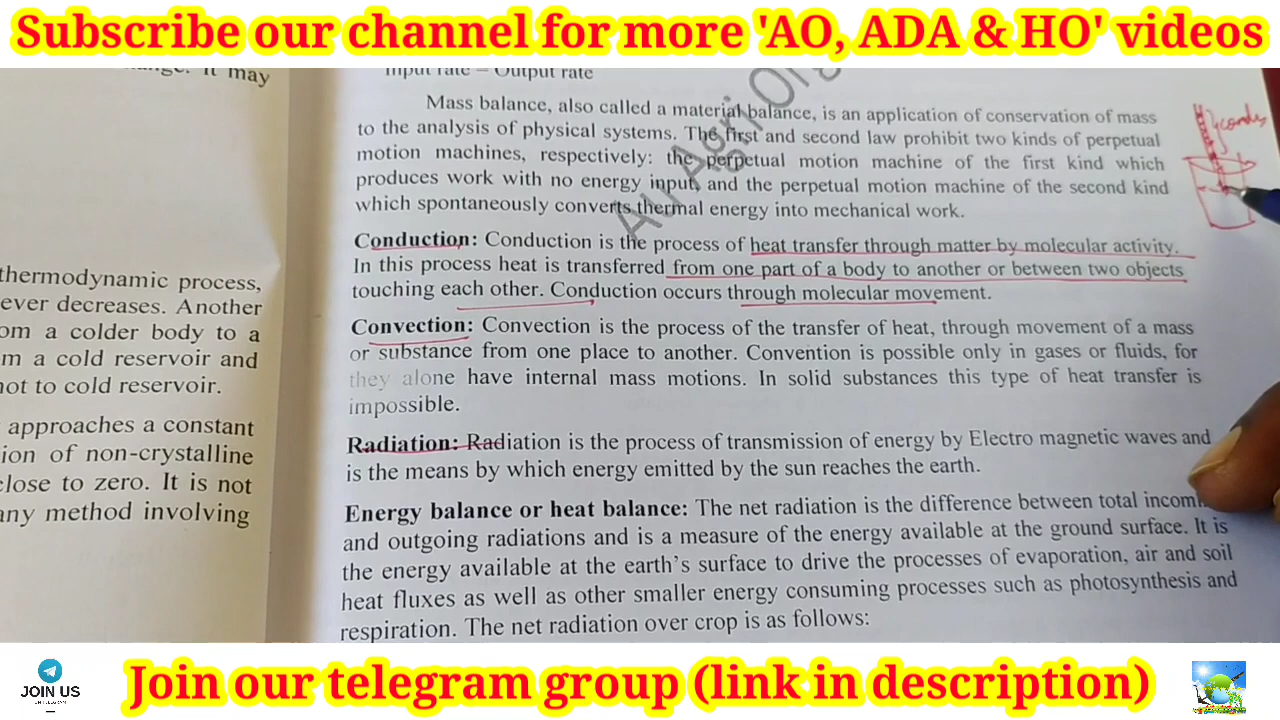 Subscribe our channel for more 'AO, ADA & HO' videos
It may
Input rate = Output rate
Mass balance, also called a material balance, is an application of conservation of mass
to the analysis of physical systems. The first and second law prohibit two kinds of perpetual
motion machines, respectively: the perpetual motion machine of the first kind which
produces work with no energy input, and the perpetual motion machine of the second kind
which spontaneously converts thermal energy into mechanical work.
Conduction: Conduction is the process of heat transfer through matter by molecular activity.
In this process heat is transferred from one part of a body to another or between two objects
touching each other. Conduction occurs through molecular movement.
Convection: Convection is the process of the transfer of heat, through movement of a mass
or substance from one place to another. Convention is possible only in gases or fluids, for
they alone have internal mass motions. In solid substances this type of heat transfer is
impossible.
Radiation: Radiation is the process of transmission of energy by Electro magnetic waves and
is the means by which energy emitted by the sun reaches the earth.
Energy balance or heat balance: The net radiation is the difference between total
and outgoing radiations and is a measure of the energy available at the ground surface. It is
the energy available at the earth's surface to drive the processes of evaporation, air and soil
heat fluxes as well as other smaller energy consuming processes such as photosynthesis and
respiration. The net radiation over crop is as follows:
thermodynamic process,
ever decreases. Another
om a colder body to a
m a cold reservoir and
not to cold reservoir.
approaches a constant
ion of non-crystalline
close to zero. It is not
any method involving
Au Agri Org
JOIN US
ON TELEGRAM
Join our telegram group (link in description)